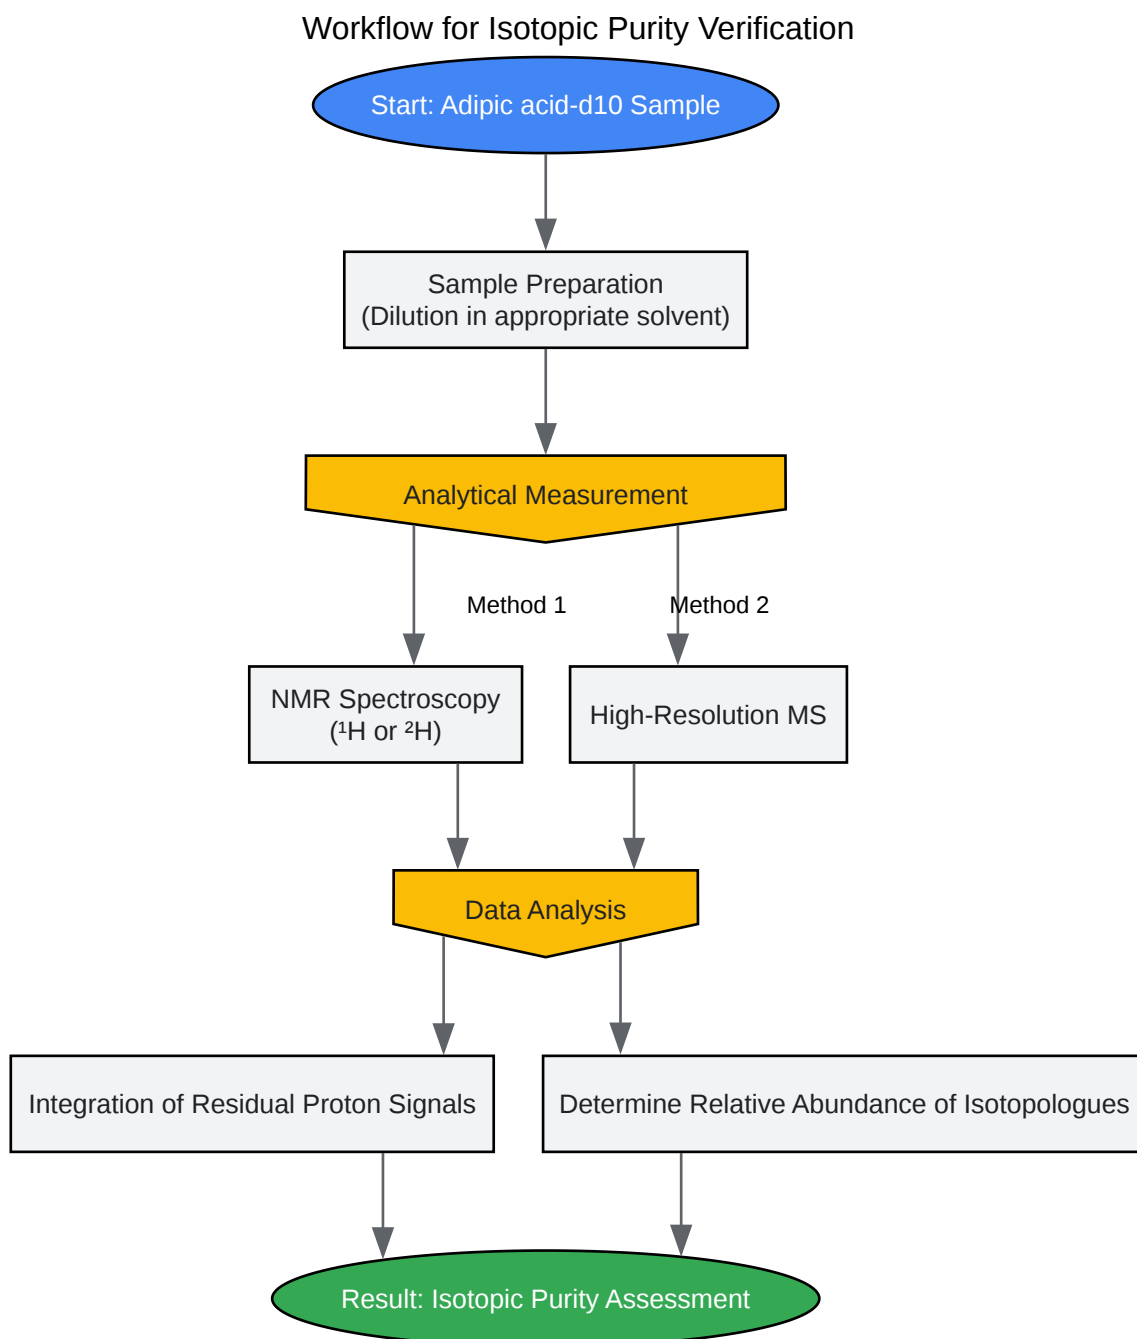 Workflow for Isotopic Purity Verification
Start: Adipic acid-d10 Sample
Sample Preparation
(Dilution in appropriate solvent)
Analytical Measurement
Method 1
Method 2
NMR Spectroscopy
(¹H or ²H)
High-Resolution MS
Data Analysis
Integration of Residual Proton Signals
Determine Relative Abundance of Isotopologues
Result: Isotopic Purity Assessment